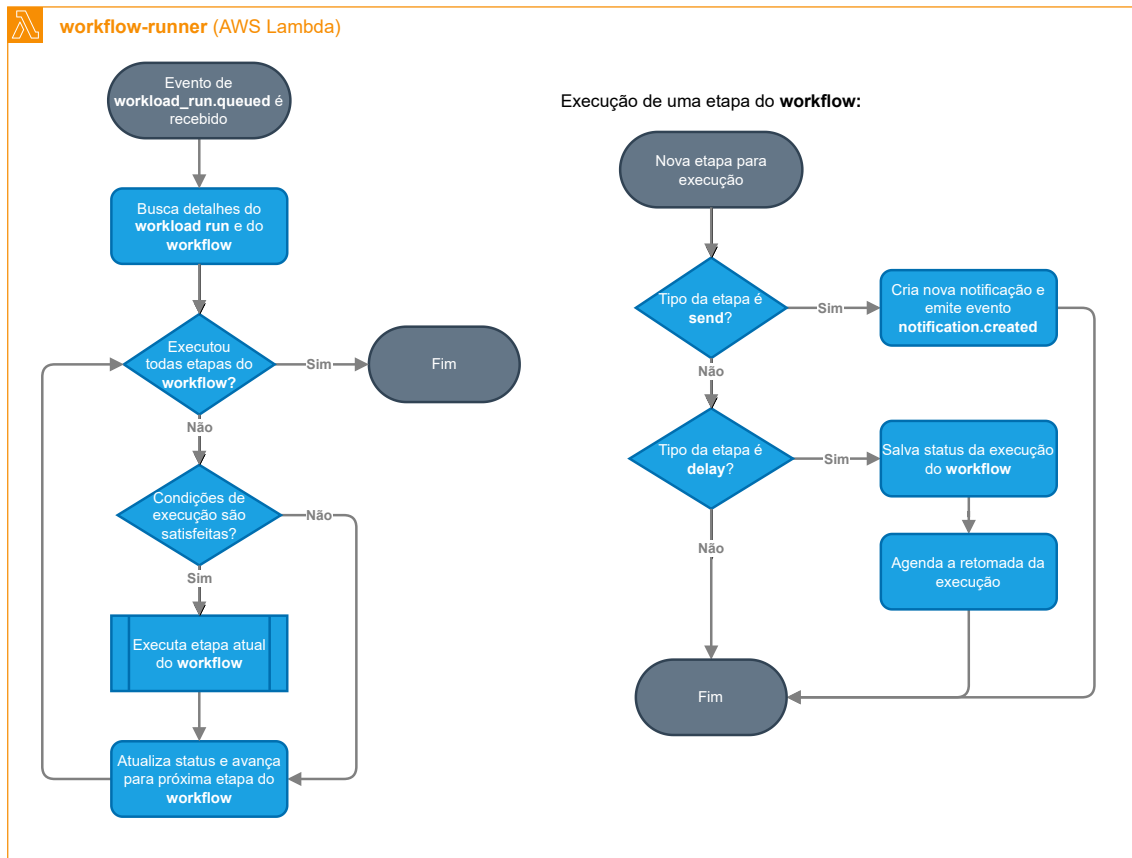 workflow-runner (AWS Lambda)
Evento de
workload_run.queued é
recebido
Busca detalhes do
workload run e do
workflow
Executou
todas etapas do
workflow?
Sim
Fim
Não
Condições de
execução são
satisfeitas?
Não
Sim
Executa etapa atual
do workflow
Atualiza status e avança
para próxima etapa do
workflow
Execução de uma etapa do workflow:
Nova etapa para
execução
Tipo da etapa é
send?
Sim
Cria nova notificação e
emite evento
notification.created
Não
Tipo da etapa é
delay?
Sim
Salva status da execução
do workflow
Agenda a retomada da
execução
Não
Fim